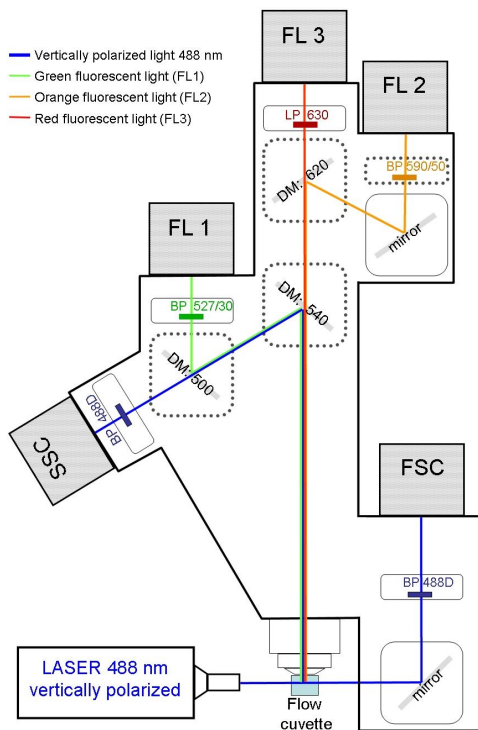 FL 3
Vertically polarized light 488 nm
Green fluorescent light (FL1)
Orange fluorescent light (FL2)
Red fluorescent light (FL3)
FL 2
LP 630
DM: 620
BP 590/50
mirror
FL 1
BP 527/30
DM: 540
DM: 500
BP 488D
SSC
FSC
BP 488D
mirror
LASER 488 nm
vertically polarized
Flow
cuvette